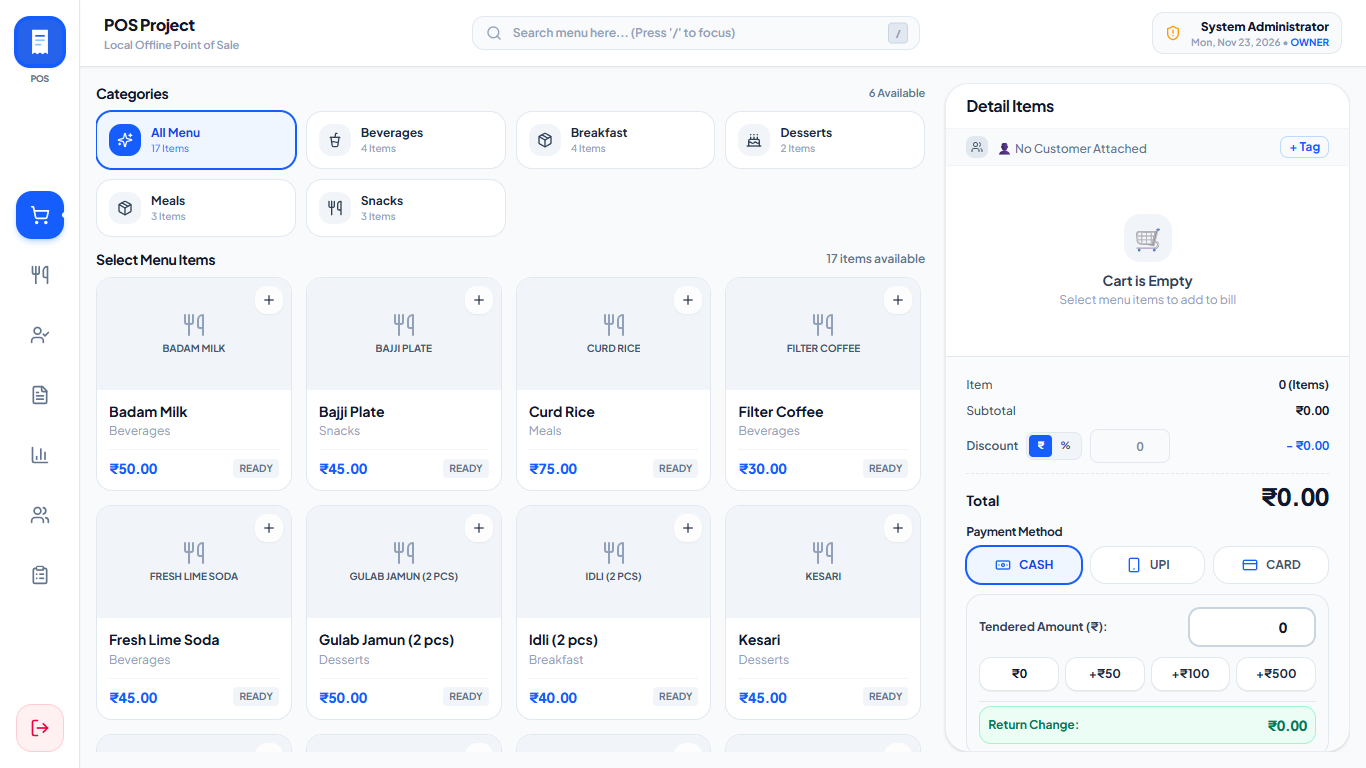 POS
POS Project
Local Offline Point of Sale
Search menu here... (Press '/' to focus)
/
System Administrator
Mon, Nov 23, 2026 • OWNER
Categories
6 Available
All Menu
17 Items
Beverages
4 Items
Breakfast
4 Items
Desserts
2 Items
Meals
3 Items
Snacks
3 Items
Select Menu Items
17 items available
BADAM MILK
Badam Milk
Beverages
₹50.00
READY
BAJJI PLATE
Bajji Plate
Snacks
₹45.00
READY
CURD RICE
Curd Rice
Meals
₹75.00
READY
FILTER COFFEE
Filter Coffee
Beverages
₹30.00
READY
FRESH LIME SODA
Fresh Lime Soda
Beverages
₹45.00
READY
GULAB JAMUN (2 PCS)
Gulab Jamun (2 pcs)
Desserts
₹50.00
READY
IDLI (2 PCS)
Idli (2 pcs)
Breakfast
₹40.00
READY
KESARI
Kesari
Desserts
₹45.00
READY
Detail Items
No Customer Attached
+ Tag
Cart is Empty
Select menu items to add to bill
Item
0 (Items)
Subtotal
₹0.00
Discount
₹
%
0
- ₹0.00
Total
₹0.00
Payment Method
CASH
UPI
CARD
Tendered Amount (₹):
0
₹0
+₹50
+₹100
+₹500
Return Change:
₹0.00